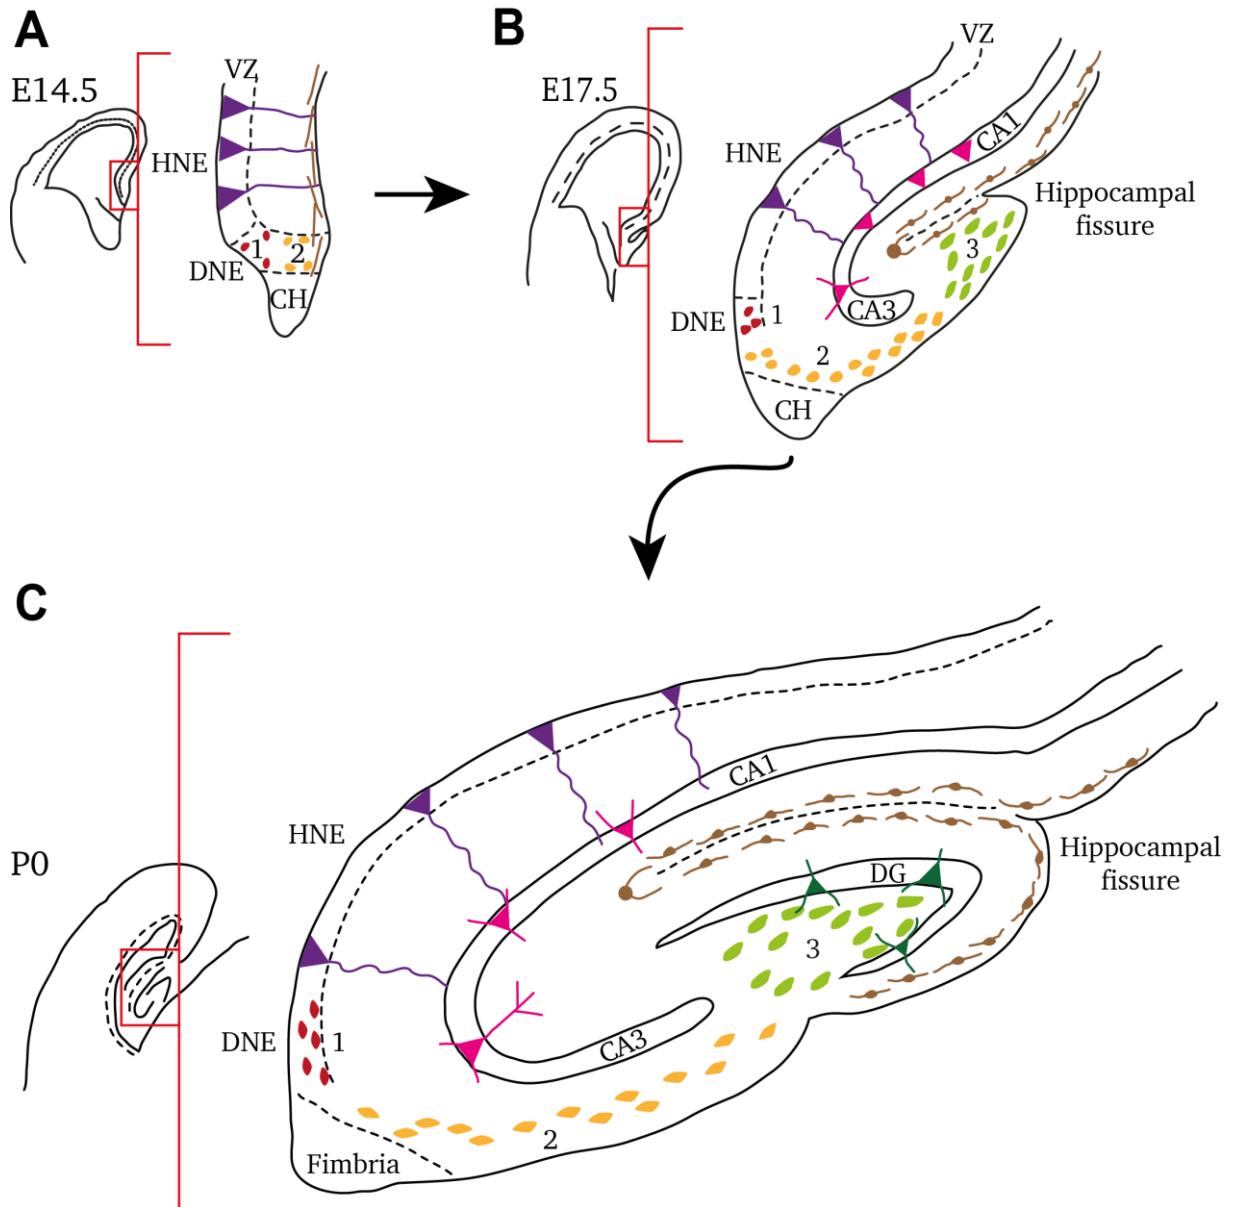 A
E14.5
VZ
HNE
1
2
DNE
CH
B
E17.5
VZ
HNE
CA1
Hippocampal
fissure
3
DNE
1
CA3
2
CH
C
P0
HNE
CA1
DG
Hippocampal
fissure
3
DNE
1
CA3
2
Fimbria